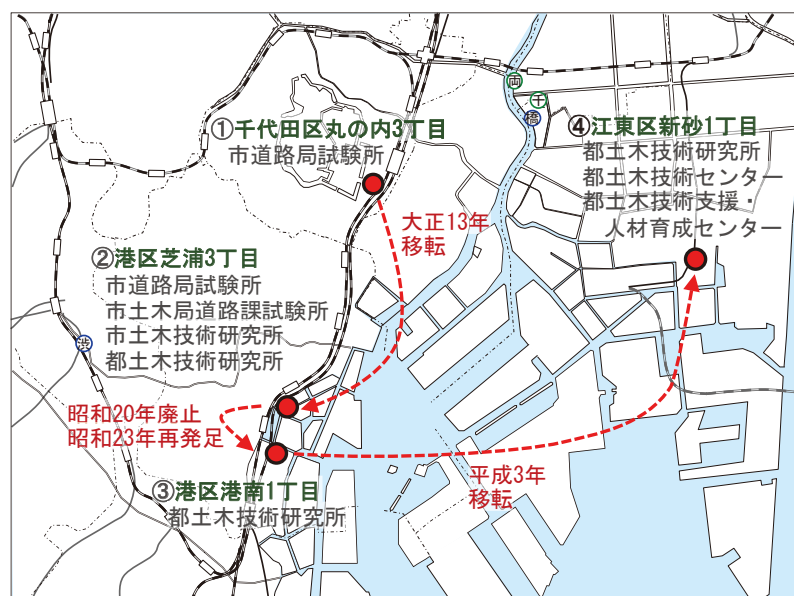 ①千代田区丸の内3丁目
市道路局試験所
大正13年
移転
②港区芝浦3丁目
市道路局試験所
市土木局道路課試験所
市土木技術研究所
都土木技術研究所
昭和20年廃止
昭和23年再発足
③港区港南1丁目
都土木技術研究所
平成3年
移転
④江東区新砂1丁目
都土木技術研究所
都土木技術センター
都土木技術支援・
人材育成センター
両
千
橋
渋